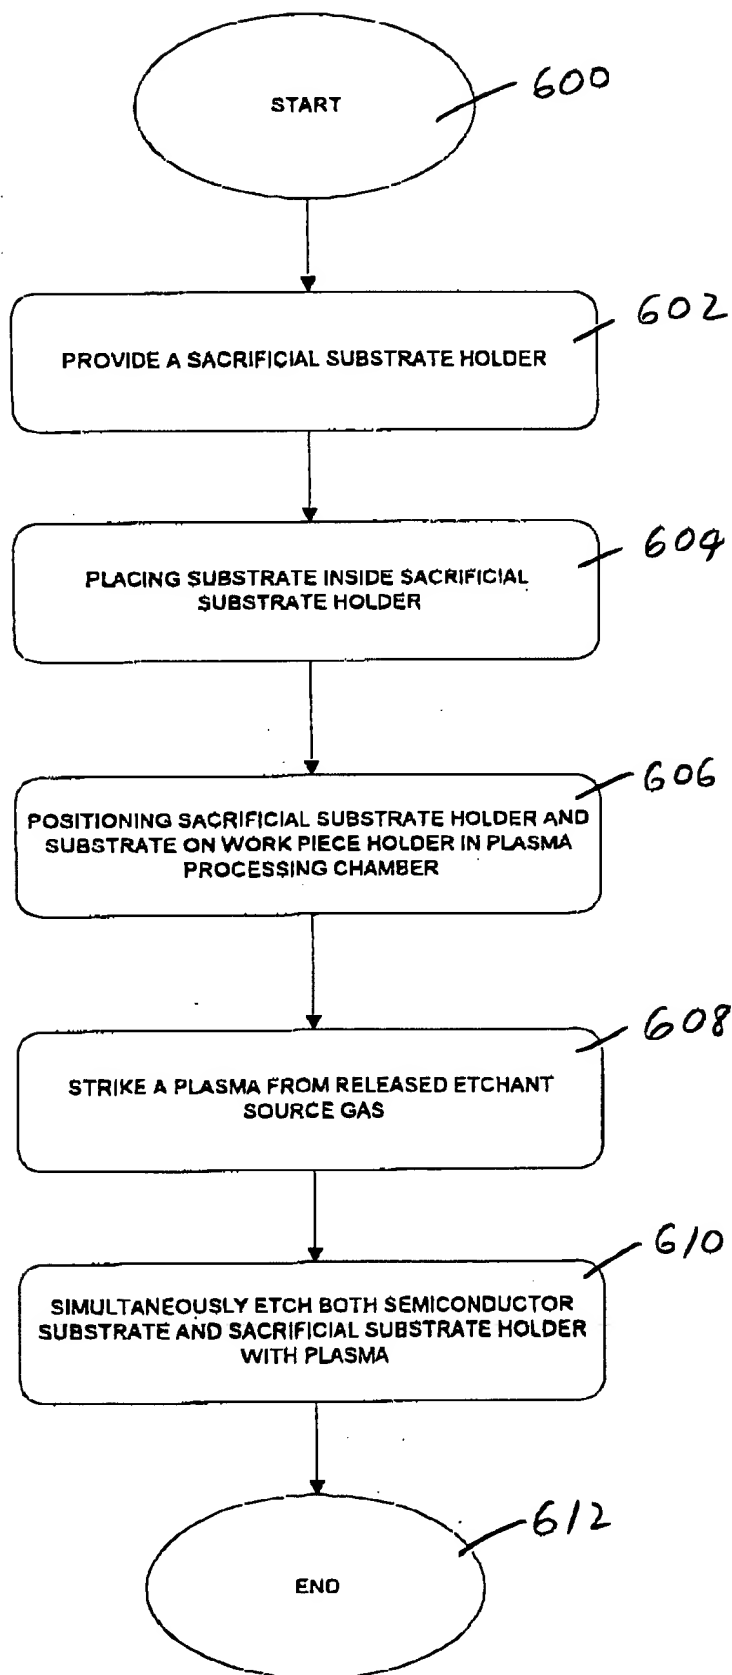 START
600
PROVIDE A SACRIFICIAL SUBSTRATE HOLDER
602
PLACING SUBSTRATE INSIDE SACRIFICIAL
SUBSTRATE HOLDER
604
POSITIONING SACRIFICIAL SUBSTRATE HOLDER AND
SUBSTRATE ON WORK PIECE HOLDER IN PLASMA
PROCESSING CHAMBER
606
STRIKE A PLASMA FROM RELEASED ETCHANT
SOURCE GAS
608
SIMULTANEOUSLY ETCH BOTH SEMICONDUCTOR
SUBSTRATE AND SACRIFICIAL SUBSTRATE HOLDER
WITH PLASMA
610
END
612